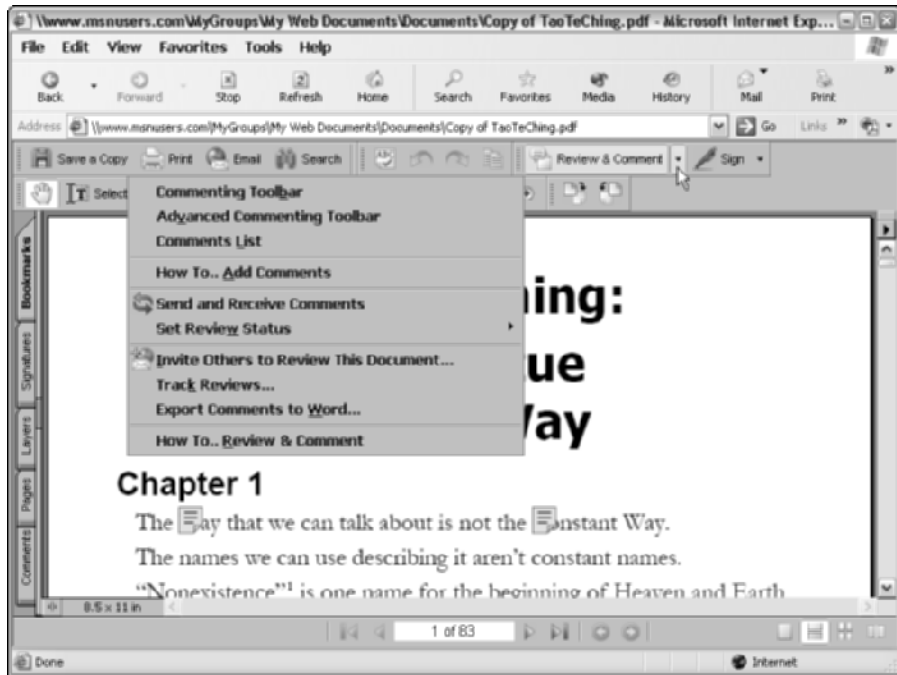 \\www.msnusers.com\MyGroups\My Web Documents\Documents\Copy of TaoTeChing.pdf - Microsoft Internet Exp...
File Edit View Favorites Tools Help
Back Forward Stop Refresh Home Search Favorites Media History Mail Print »
Address \\www.msnusers.com\MyGroups\My Web Documents\Documents\Copy of TaoTeChing.pdf Go Links »
Save a Copy Print Email Search Review & Comment Sign
Select
Commenting Toolbar
Advanced Commenting Toolbar
Comments List
How To.. Add Comments
Send and Receive Comments
Set Review Status
Invite Others to Review This Document...
Track Reviews...
Export Comments to Word...
How To.. Review & Comment
Bookmarks
Signatures
Layers
Pages
Comments
ing:
ue
ay
Chapter 1
The ay that we can talk about is not the onstant Way.
The names we can use describing it aren't constant names.
"Nonexistence"1 is one name for the beginning of Heaven and Earth
8.5 x 11 in
1 of 83
Done Internet